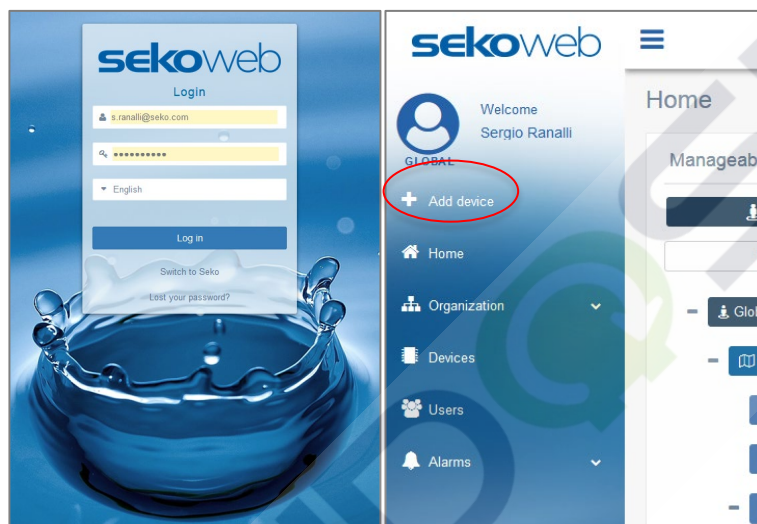 sekoweb
Login
s.ranalli@seko.com
English
Log in
Switch to Seko
Lost your password?
sekoweb
Welcome
Sergio Ranalli
GLOBAL
Add device
Home
Organization
Devices
Users
Alarms
Home
Manageab
Glob